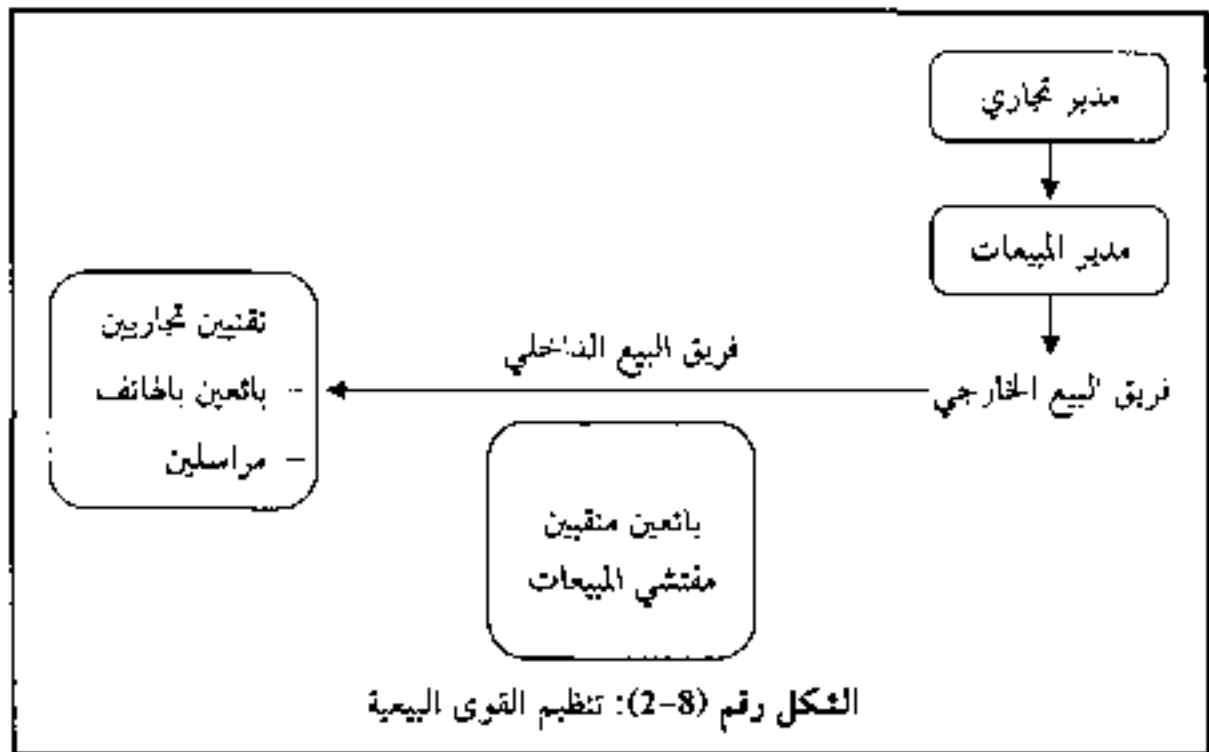 مدير تجاري
مدير المبيعات
فريق البيع الخارجي
فريق البيع الداخلي
تقنيين تجاريين
- بائعين بالهاتف
- مراسلين
بائعين منقبين
مفتشي المبيعات
الشكل رقم (8-2): تنظيم القوى البيعية